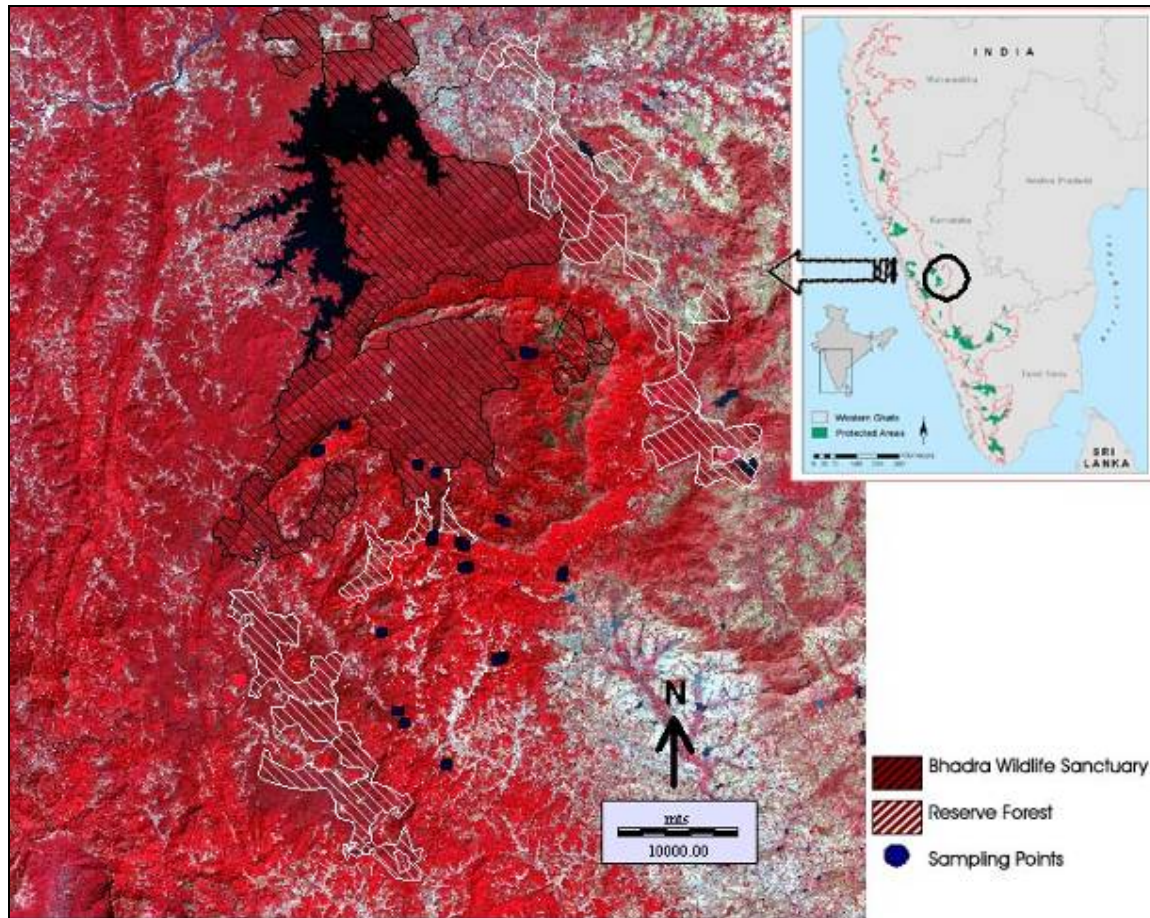 INDIA
Maharashtra
Andhra Pradesh
Karnataka
Tamil Nadu
Western Ghats
Protected Areas
SRI
LANKA
N
mts
10000.00
Bhadra Wildlife Sanctuary
Reserve Forest
Sampling Points